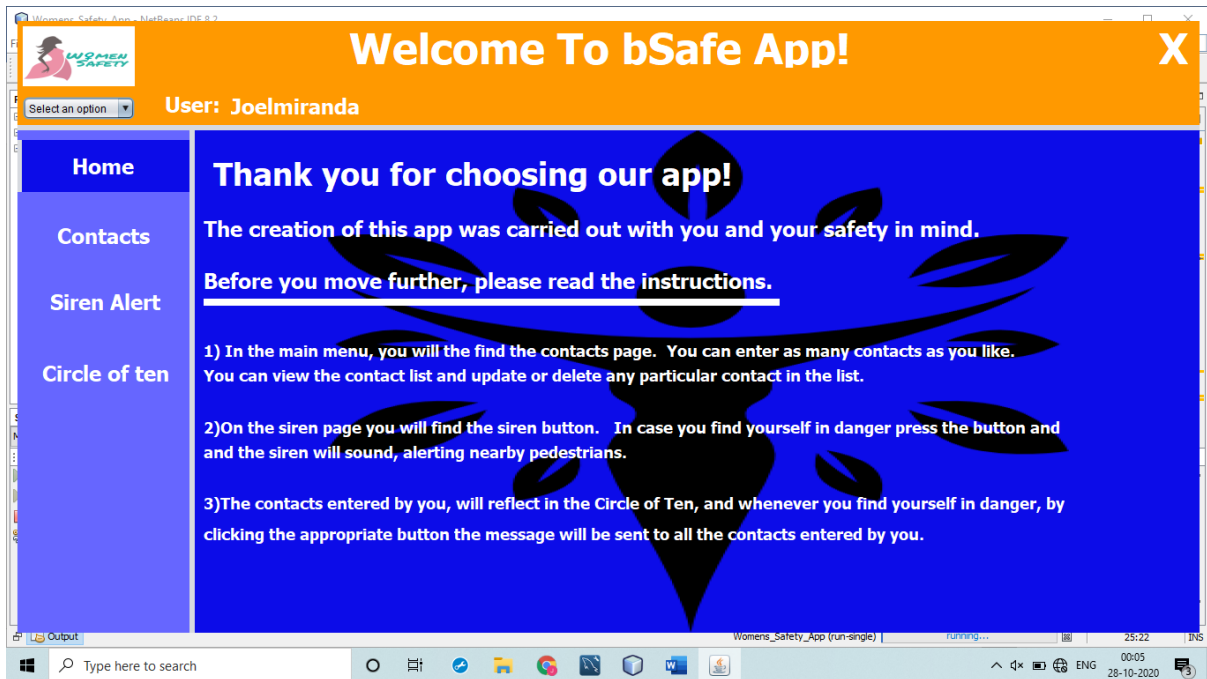 Womens_Safety_App - NetBeans IDE 8.2
WOMEN
SAFETY
Welcome To bSafe App!
X
Select an option
User: Joelmiranda
Home
Contacts
Siren Alert
Circle of ten
Thank you for choosing our app!
The creation of this app was carried out with you and your safety in mind.
Before you move further, please read the instructions.
1) In the main menu, you will the find the contacts page. You can enter as many contacts as you like.
You can view the contact list and update or delete any particular contact in the list.
2)On the siren page you will find the siren button. In case you find yourself in danger press the button and
and the siren will sound, alerting nearby pedestrians.
3)The contacts entered by you, will reflect in the Circle of Ten, and whenever you find yourself in danger, by
clicking the appropriate button the message will be sent to all the contacts entered by you.
Output
Womens_Safety_App (run-single)
running...
25:22
INS
Type here to search
ENG
00:05
28-10-2020
3